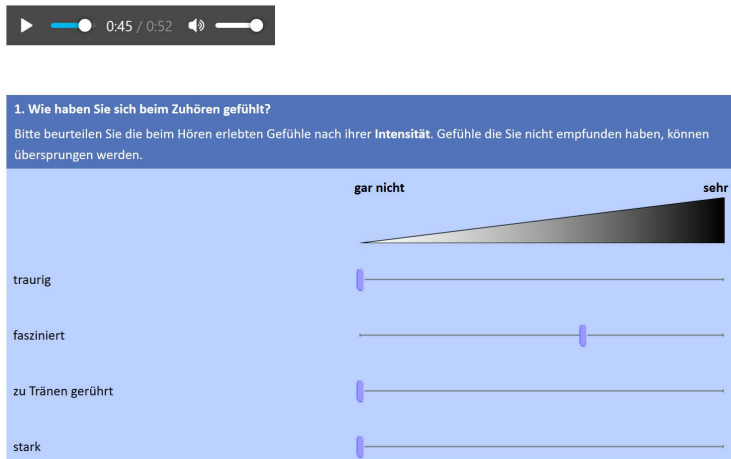 0:45 / 0:52
1. Wie haben Sie sich beim Zuhören gefühlt?
Bitte beurteilen Sie die beim Hören erlebten Gefühle nach ihrer Intensität. Gefühle die Sie nicht empfunden haben, können
übersprungen werden.
gar nicht sehr
traurig
fasziniert
zu Tränen gerührt
stark